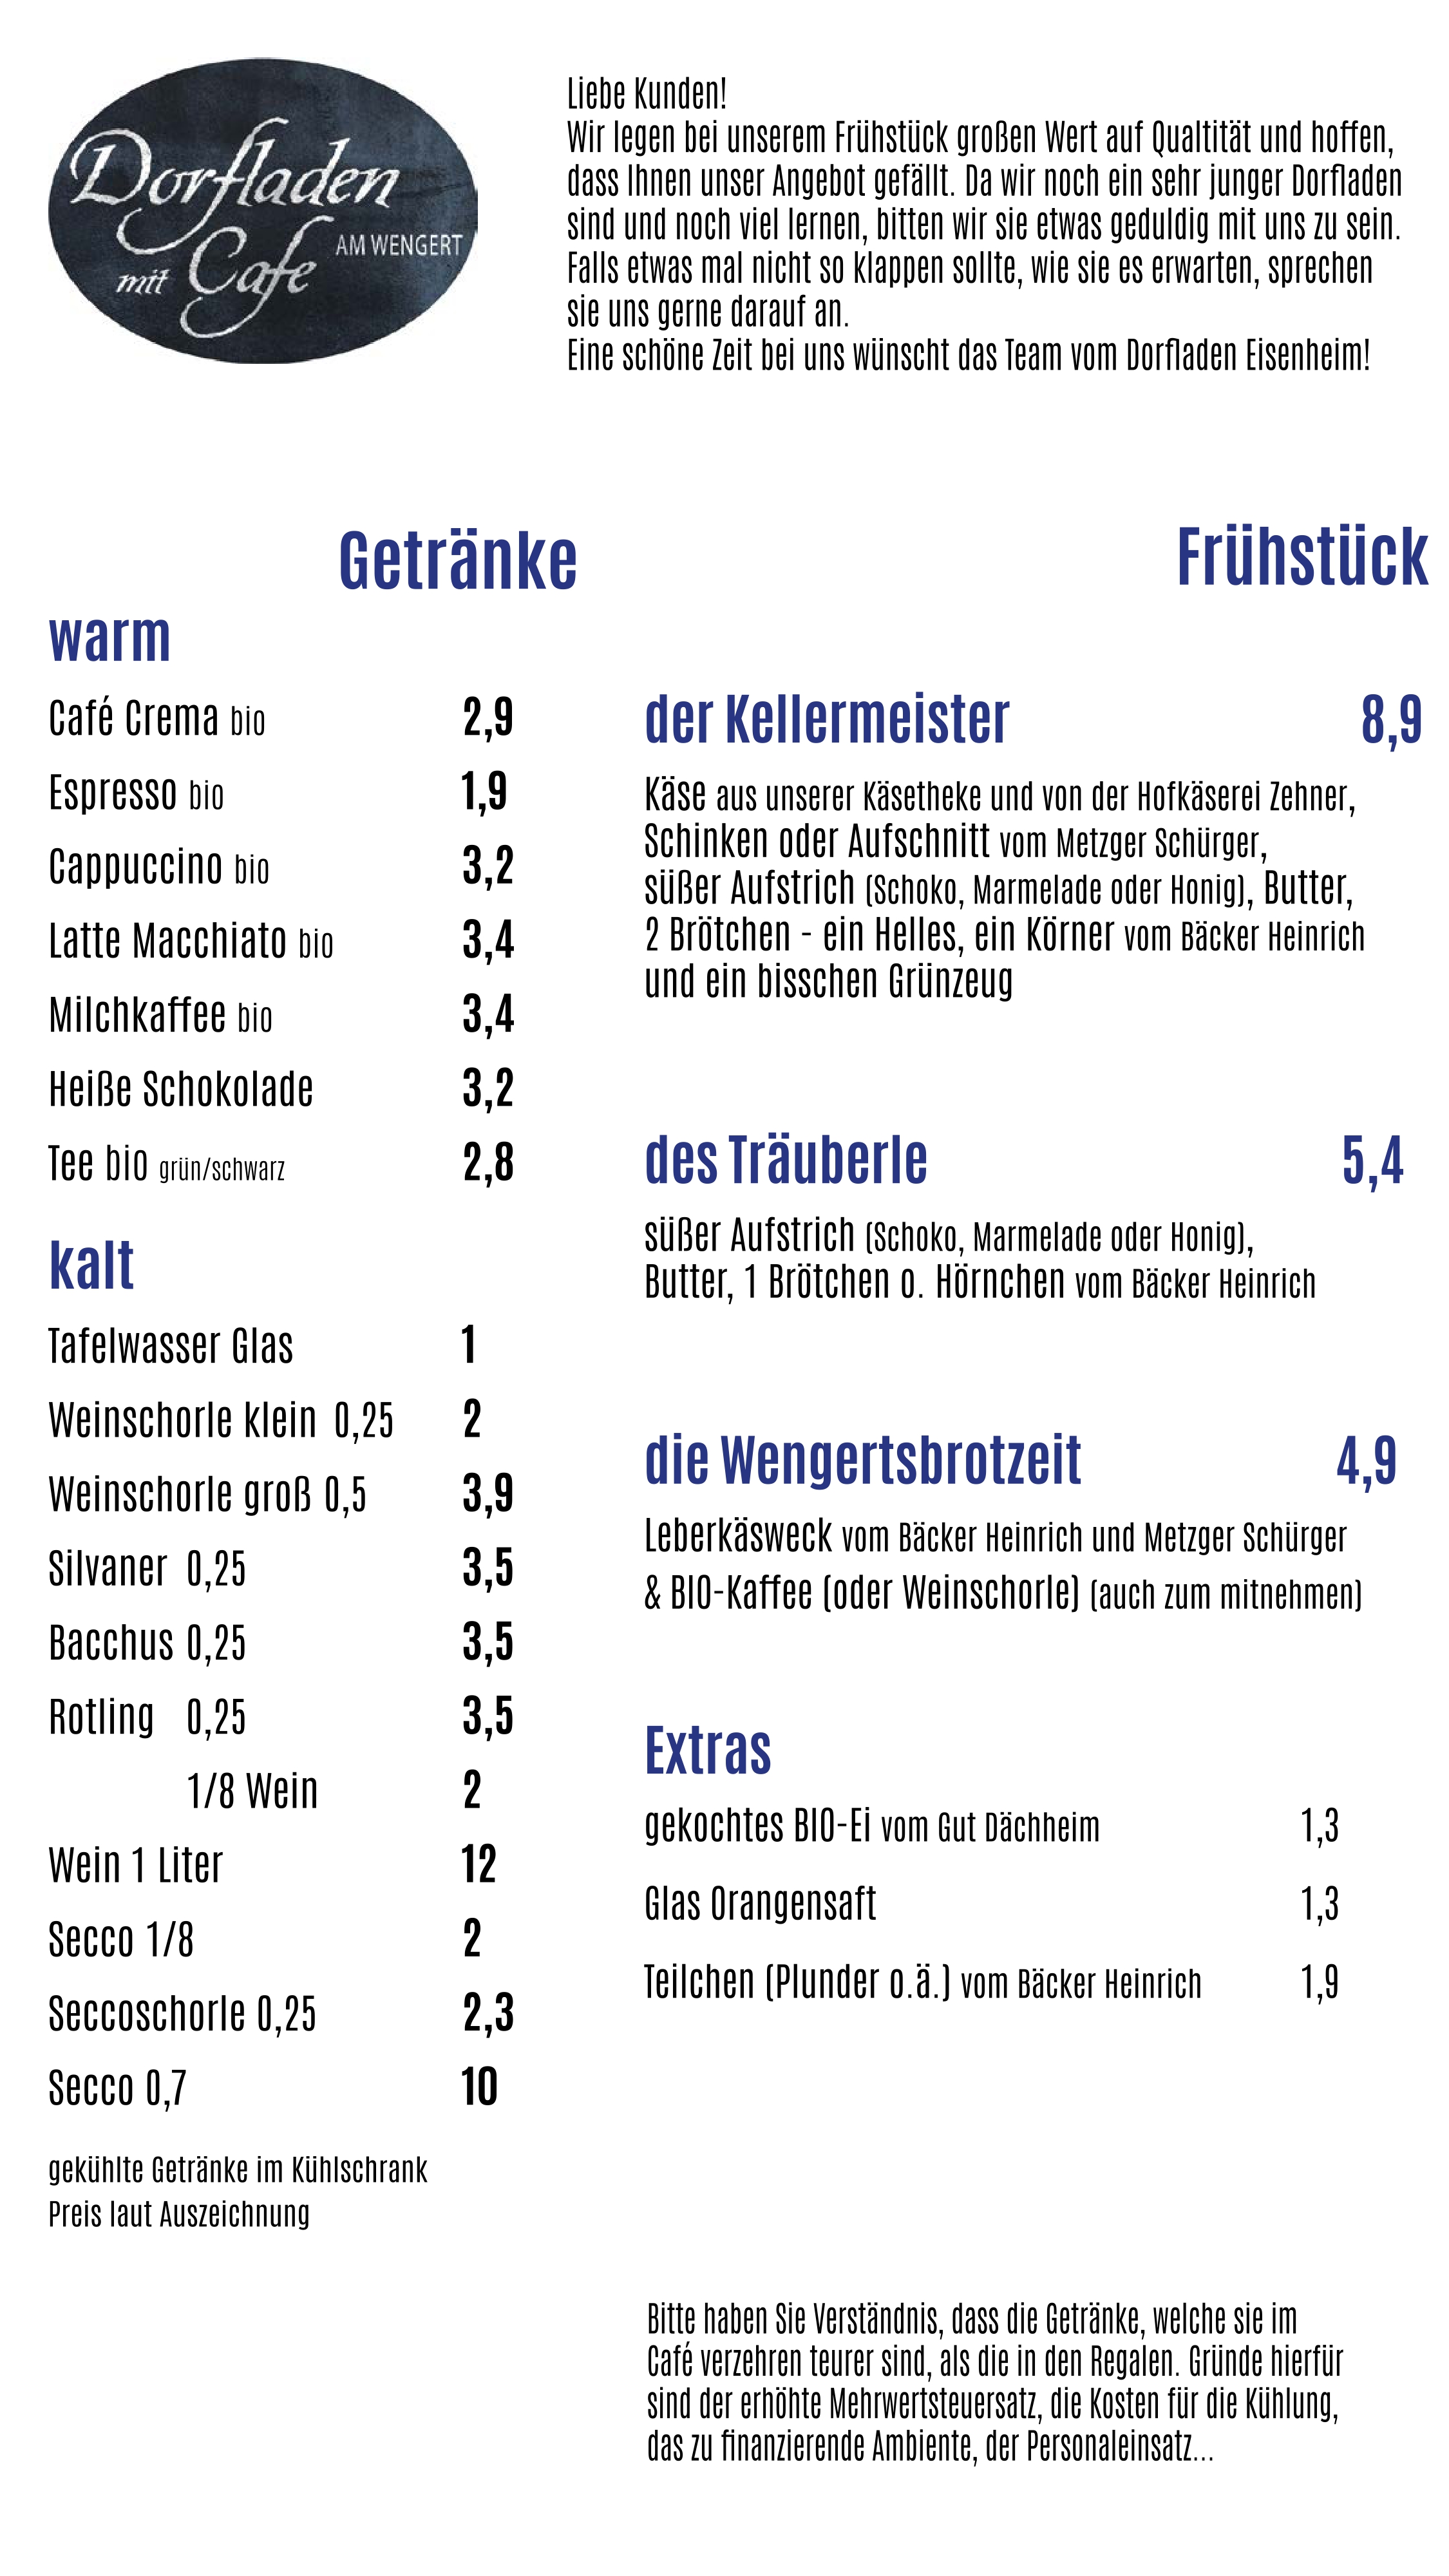 Dorfladen
mit Cafe AM WENGERT
Liebe Kunden!
Wir legen bei unserem Frühstück großen Wert auf Qualtität und hoffen,
dass Ihnen unser Angebot gefällt. Da wir noch ein sehr junger Dorfladen
sind und noch viel lernen, bitten wir sie etwas geduldig mit uns zu sein.
Falls etwas mal nicht so klappen sollte, wie sie es erwarten, sprechen
sie uns gerne darauf an.
Eine schöne Zeit bei uns wünscht das Team vom Dorfladen Eisenheim!
Getränke
warm
Café Crema bio 2,9
Espresso bio 1,9
Cappuccino bio 3,2
Latte Macchiato bio 3,4
Milchkaffee bio 3,4
Heiße Schokolade 3,2
Tee bio grün/schwarz 2,8
kalt
Tafelwasser Glas 1
Weinschorle klein 0,25 2
Weinschorle groß 0,5 3,9
Silvaner 0,25 3,5
Bacchus 0,25 3,5
Rotling 0,25 3,5
1/8 Wein 2
Wein 1 Liter 12
Secco 1/8 2
Seccoschorle 0,25 2,3
Secco 0,7 10
gekühlte Getränke im Kühlschrank
Preis laut Auszeichnung
Frühstück
der Kellermeister 8,9
Käse aus unserer Käsetheke und von der Hofkäserei Zehner,
Schinken oder Aufschnitt vom Metzger Schürger,
süßer Aufstrich (Schoko, Marmelade oder Honig), Butter,
2 Brötchen - ein Helles, ein Körner vom Bäcker Heinrich
und ein bisschen Grünzeug
des Träuberle 5,4
süßer Aufstrich (Schoko, Marmelade oder Honig),
Butter, 1 Brötchen o. Hörnchen vom Bäcker Heinrich
die Wengertsbrotzeit 4,9
Leberkäsweck vom Bäcker Heinrich und Metzger Schürger
& BIO-Kaffee (oder Weinschorle) (auch zum mitnehmen)
Extras
gekochtes BIO-Ei vom Gut Dächheim 1,3
Glas Orangensaft 1,3
Teilchen (Plunder o.ä.) vom Bäcker Heinrich 1,9
Bitte haben Sie Verständnis, dass die Getränke, welche sie im
Café verzehren teurer sind, als die in den Regalen. Gründe hierfür
sind der erhöhte Mehrwertsteuersatz, die Kosten für die Kühlung,
das zu finanzierende Ambiente, der Personaleinsatz...